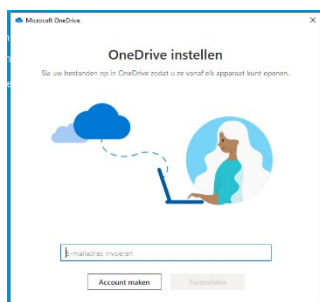 Microsoft OneDrive
OneDrive instellen
Sla uw bestanden op in OneDrive zodat u ze vanaf elk apparaat kunt openen.
E-mailadres invoeren
Account maken
Aanmelden